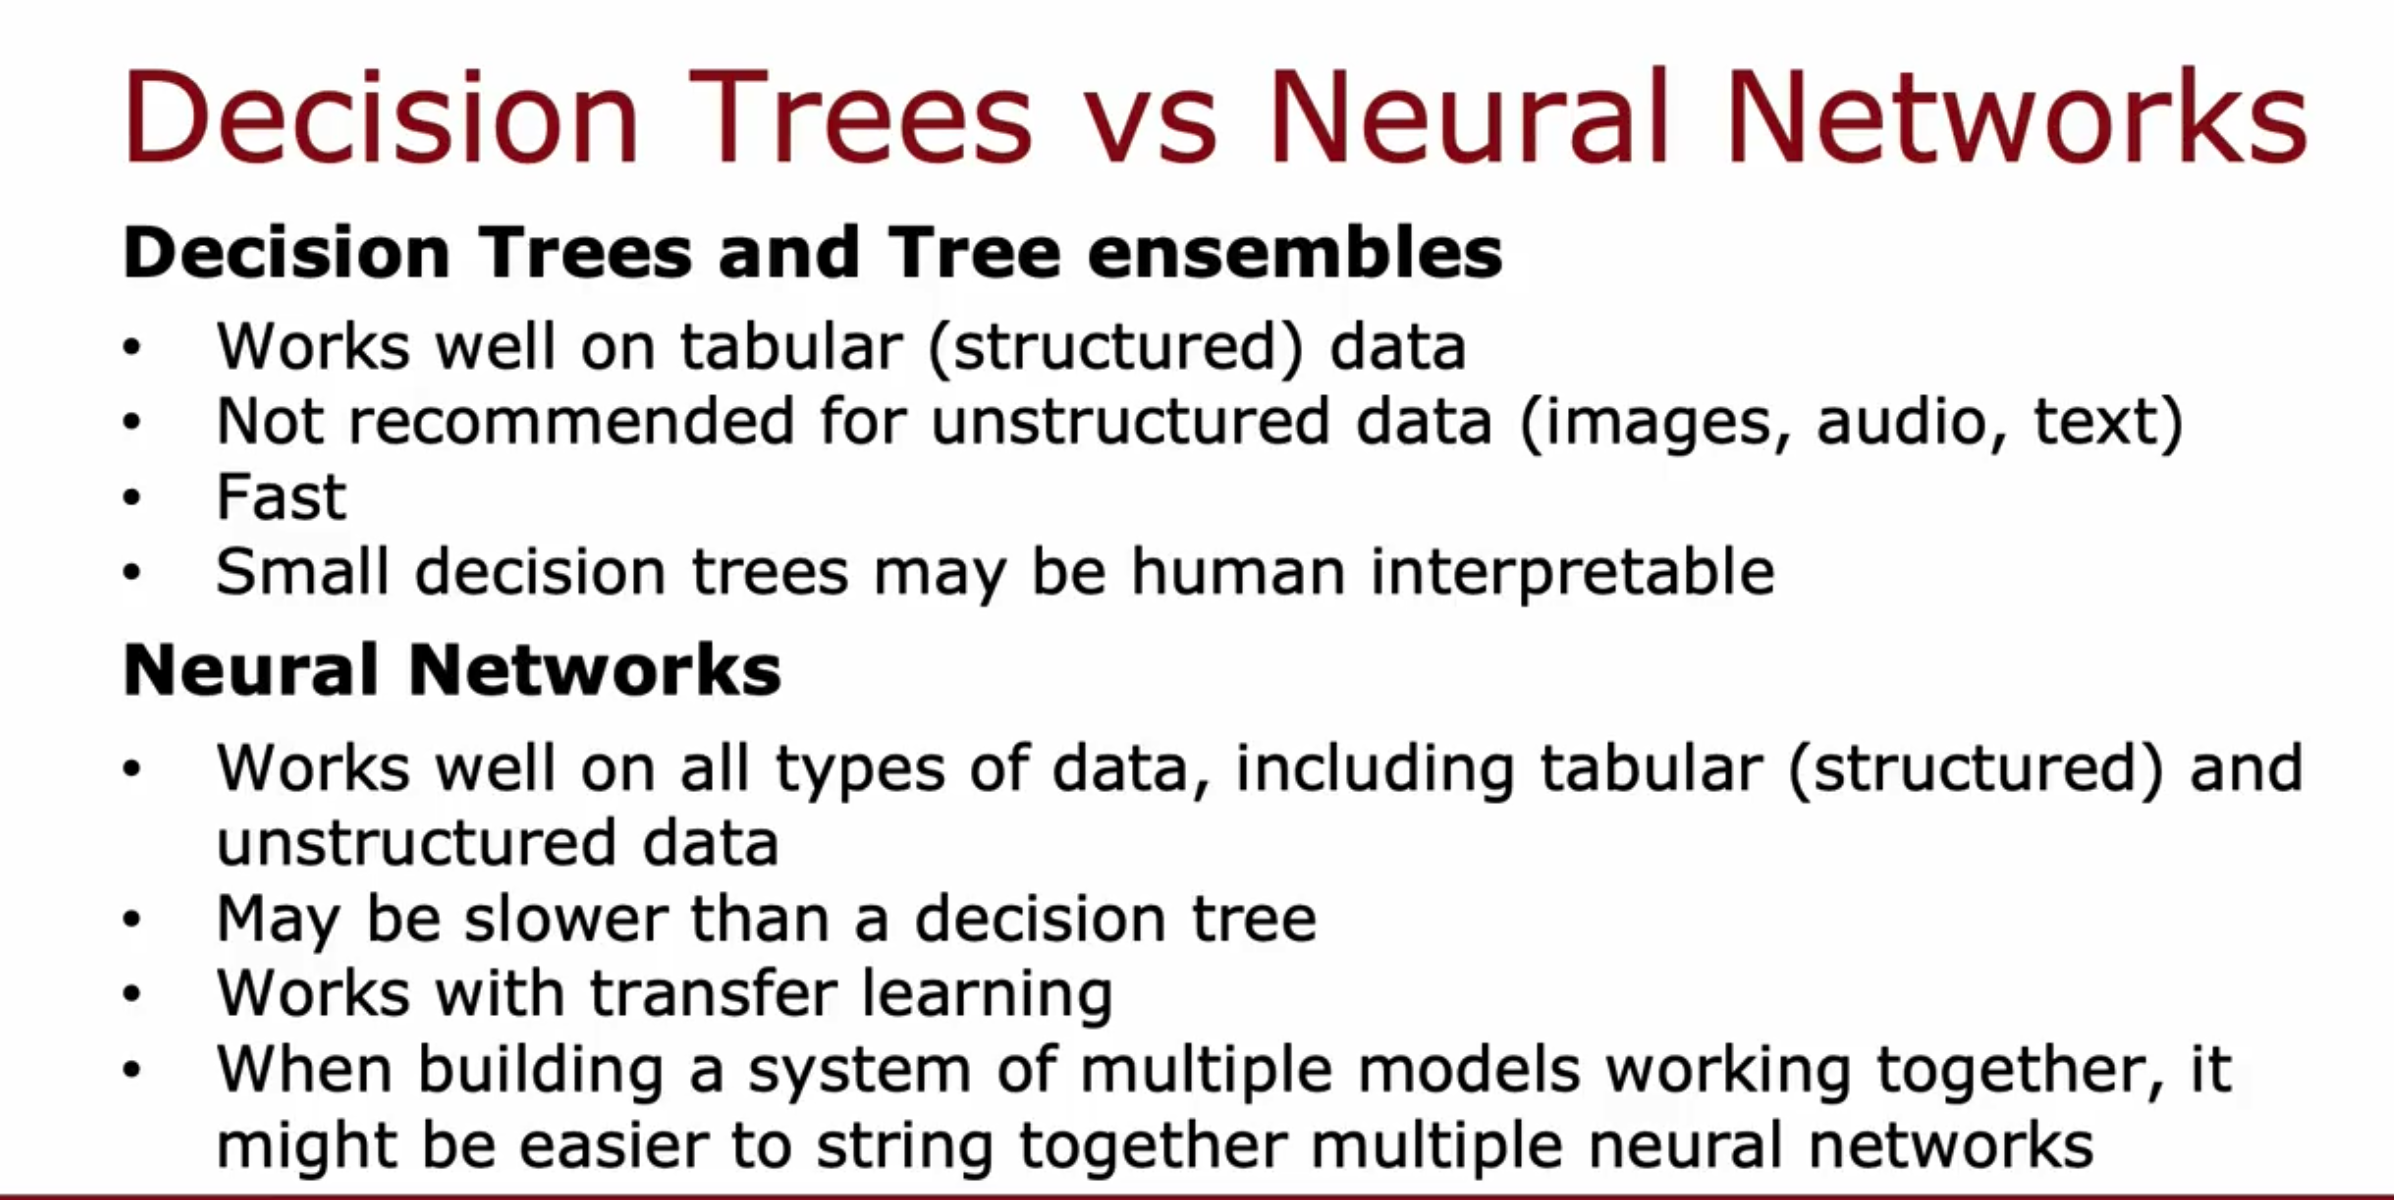 Decision Trees vs Neural Networks
Decision Trees and Tree ensembles
• Works well on tabular (structured) data
• Not recommended for unstructured data (images, audio, text)
• Fast
• Small decision trees may be human interpretable
Neural Networks
• Works well on all types of data, including tabular (structured) and
unstructured data
• May be slower than a decision tree
• Works with transfer learning
• When building a system of multiple models working together, it
might be easier to string together multiple neural networks